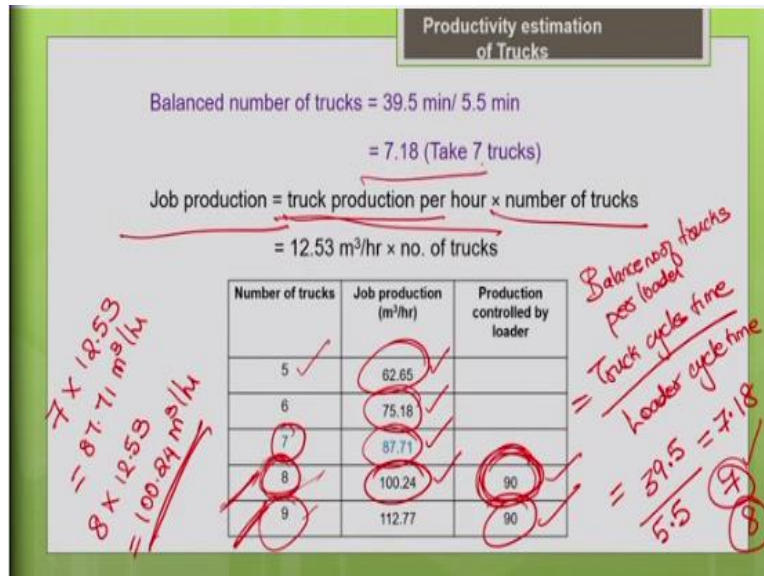 Productivity estimation
of Trucks
Balanced number of trucks = 39.5 min/ 5.5 min
= 7.18 (Take 7 trucks)
Job production = truck production per hour × number of trucks
= 12.53 m³/hr × no. of trucks
Number of trucks Job production (m³/hr) Production controlled by loader
5 62.65
6 75.18
7 87.71
8 100.24 90
9 112.77 90
7 × 12.53
= 87.71 m³/hr
8 × 12.53
= 100.24 m³/hr
Balance no of trucks
per loader
= Truck cycle time
Loader cycle time
= 39.5 = 7.18
5.5
7
8